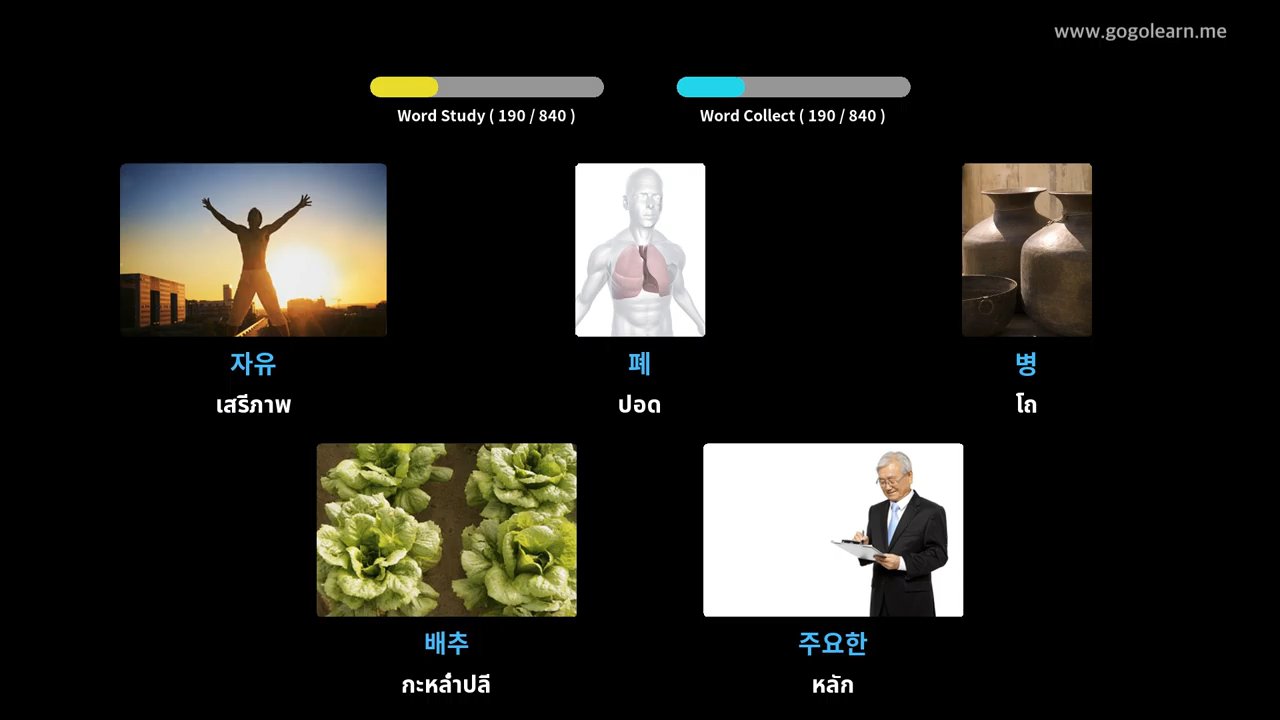 www.gogolearn.me
Word Study ( 190 / 840 )
Word Collect ( 190 / 840 )
자유
폐
병
เสรีภาพ
ปอด
โถ
배추
주요한
กะหล่ำปลี
หลัก